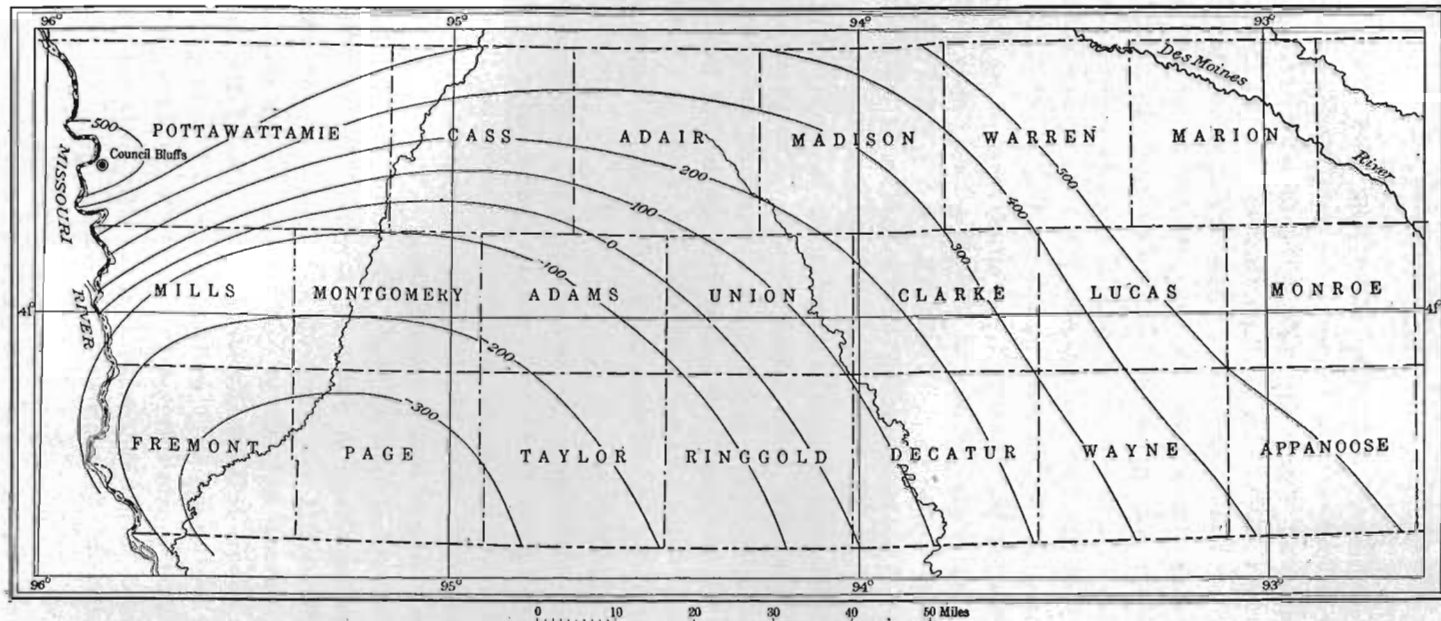 96° 95° 94° 93°
Des Moines
500
POTTAWATTAMIE CASS ADAIR MADISON WARREN MARION
Council Bluffs
River
MISSOURI
200 500
100 400
0 300
RIVER
-100
MILLS MONTGOMERY ADAMS UNION CLARKE LUCAS MONROE
41° 41°
-200
-300
FREMONT PAGE TAYLOR RINGGOLD DECATUR WAYNE APPANOOSE
96° 95° 94° 93°
0 10 20 30 40 50 Miles